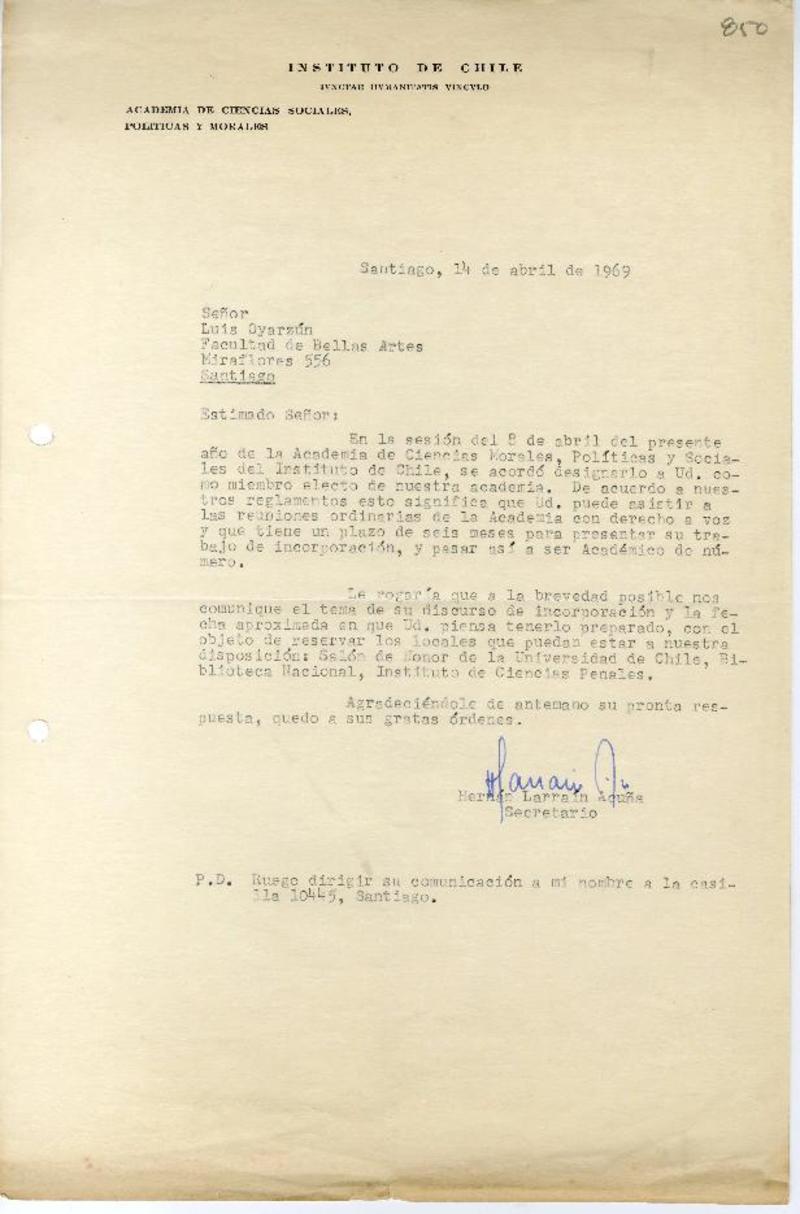 850
INSTITUTO DE CHILE
IVNCTAE HVMANITATIS VINCVLO
ACADEMIA DE CIENCIAS SOCIALES,
POLITICAS Y MORALES
Santiago, 14 de abril de 1969
Señor
Luis Oyarzún
Facultad de Bellas Artes
Miraflores 556
Santiago
Estimado Señor:
En la sesión del 8 de abril del presente
año de la Academia de Ciencias Morales, Políticas y Socia-
les del Instituto de Chile, se acordó designarlo a Ud. co-
mo miembro electo de nuestra academia. De acuerdo a nues-
tros reglamentos esto significa que Ud. puede asistir a
las reuniones ordinarias de la Academia con derecho a voz
y que tiene un plazo de seis meses para presentar su tra-
bajo de incorporación, y pasar así a ser Académico de nú-
mero.
Le rogaría que a la brevedad posible nos
comunique el tema de su discurso de incorporación y la fe-
cha aproximada en que Ud. piensa tenerlo preparado, con el
objeto de reservar los locales que puedan estar a nuestra
disposición: Salón de Honor de la Universidad de Chile, Bi-
blioteca Nacional, Instituto de Ciencias Penales.
Agradeciéndole de antemano su pronta res-
puesta, quedo a sus gratas órdenes.
Hernán Larraín Acuña
Secretario
P.D. Ruego dirigir su comunicación a mi nombre a la casi-
lla 10445, Santiago.